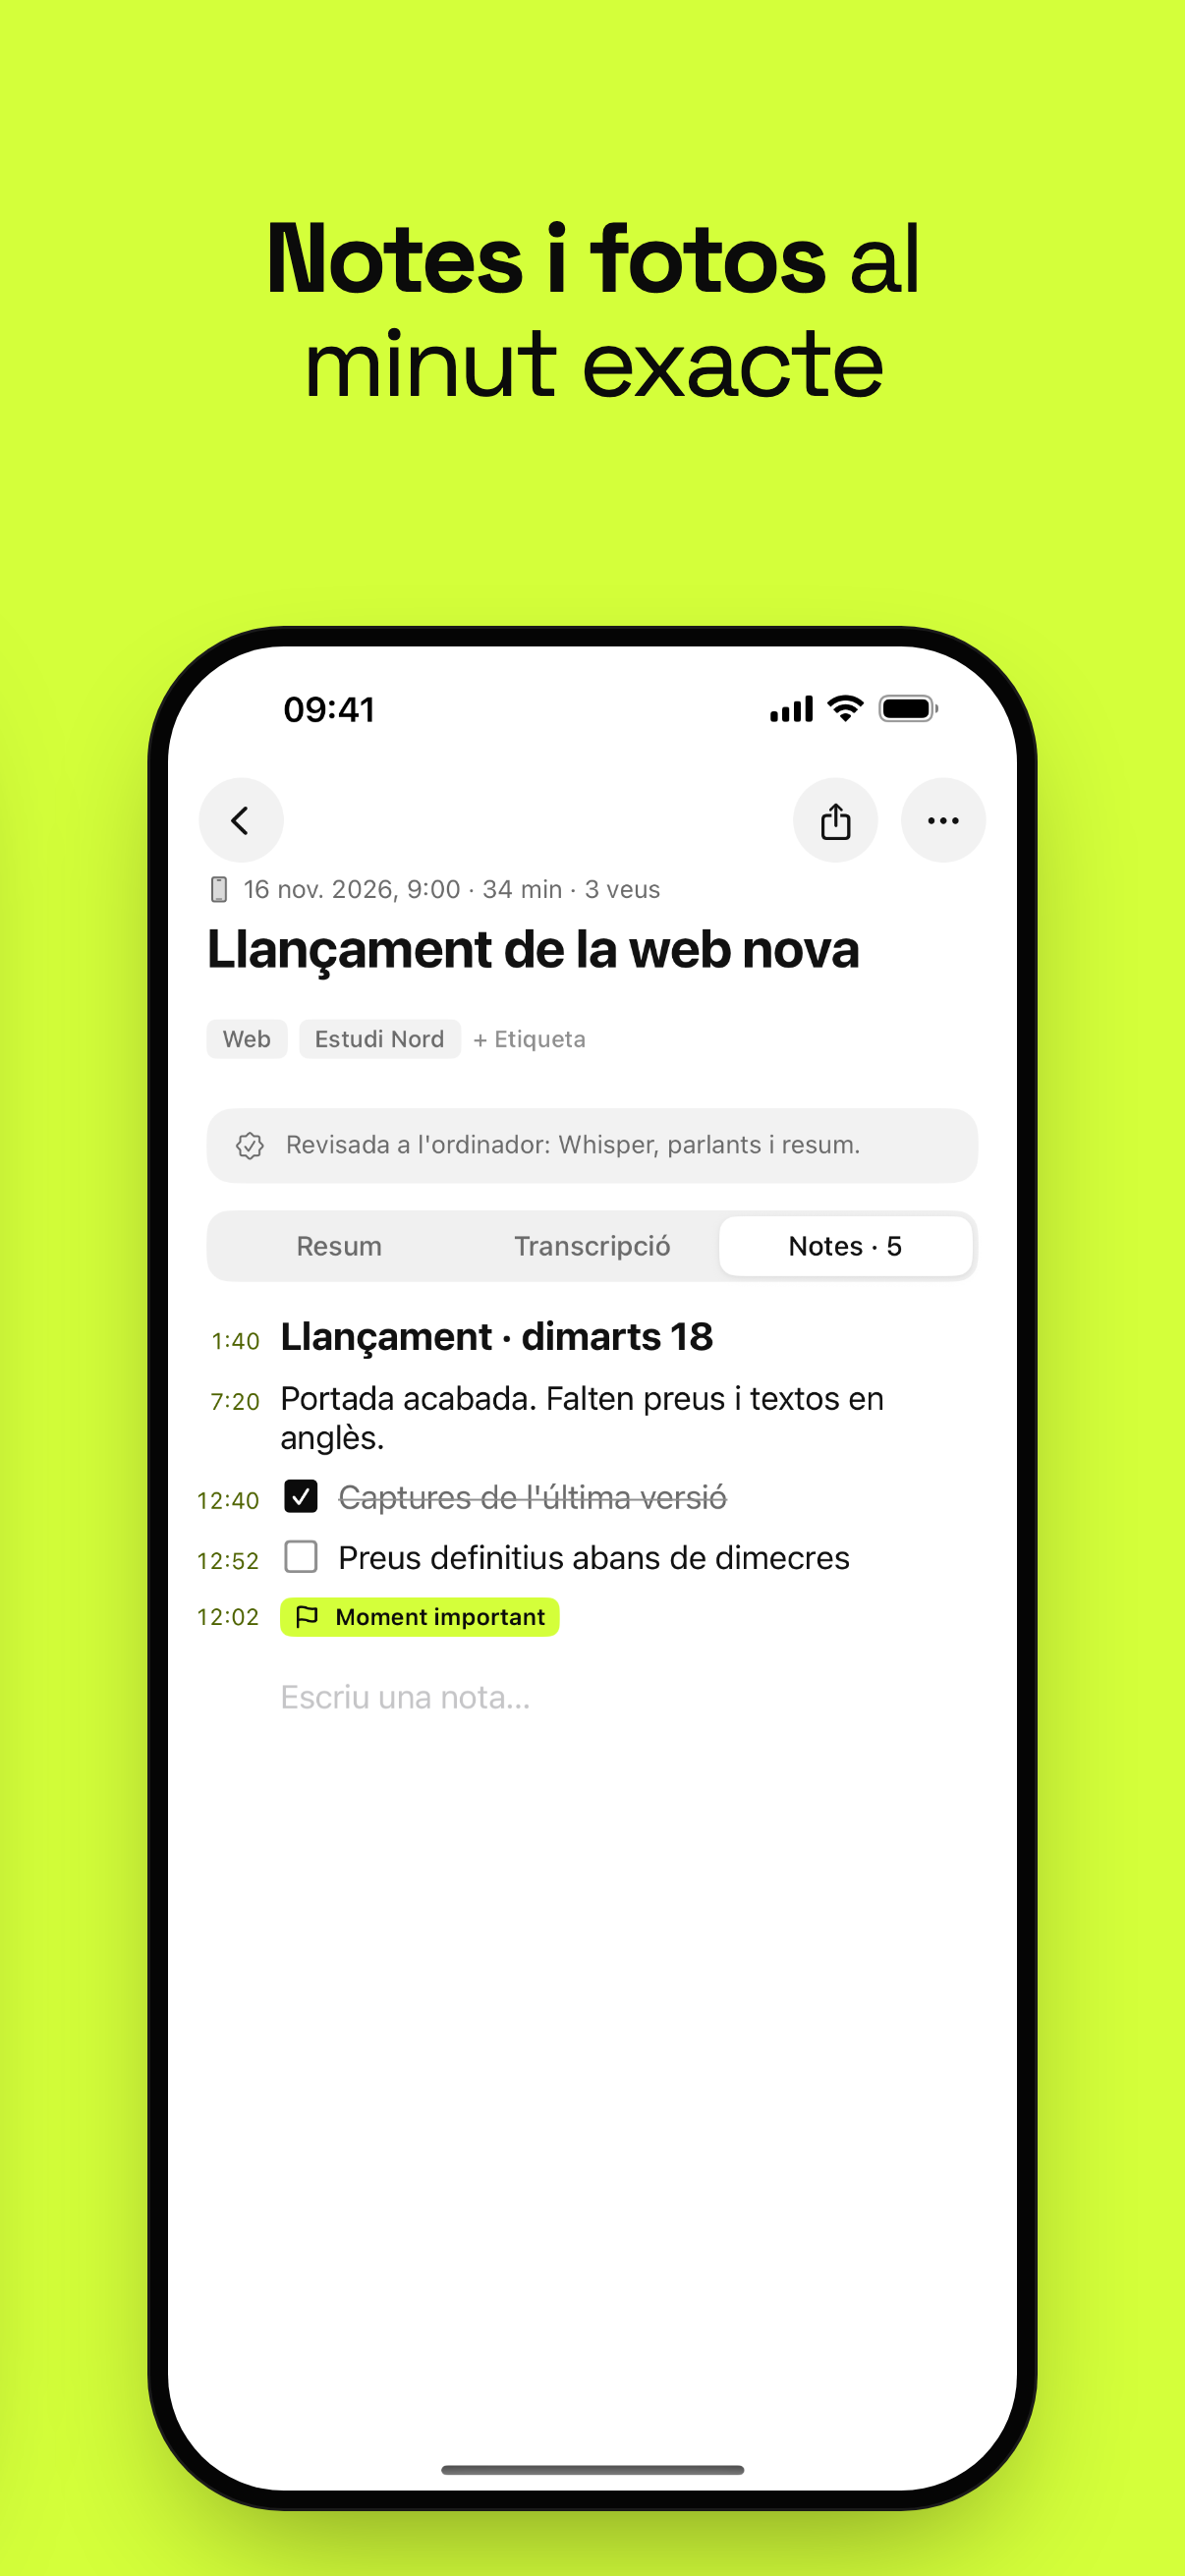 Notes i fotos al
minut exacte
09:41
16 nov. 2026, 9:00 · 34 min · 3 veus
Llançament de la web nova
Web Estudi Nord + Etiqueta
Revisada a l'ordinador: Whisper, parlants i resum.
Resum Transcripció Notes · 5
1:40 Llançament · dimarts 18
7:20 Portada acabada. Falten preus i textos en
anglès.
12:40 Captures de l'última versió
12:52 Preus definitius abans de dimecres
12:02 Moment important
Escriu una nota...